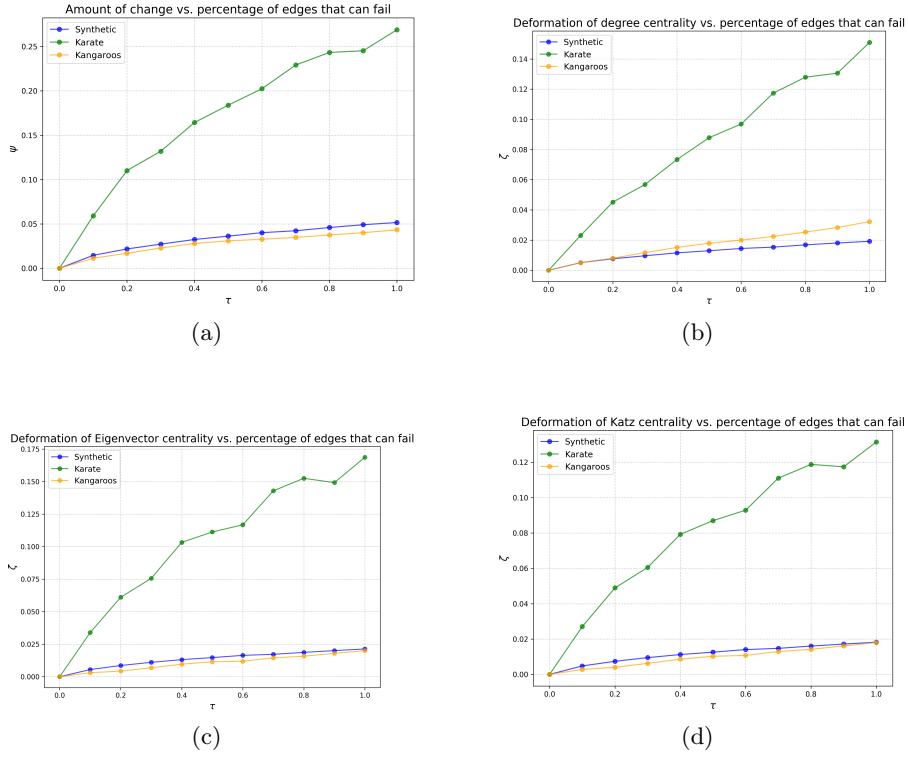 Amount of change vs. percentage of edges that can fail
Synthetic
Karate
Kangaroos
0.25
0.20
0.15
0.10
0.05
0.00
ψ
0.0 0.2 0.4 0.6 0.8 1.0
τ
(a)
Deformation of degree centrality vs. percentage of edges that can fail
Synthetic
Karate
Kangaroos
0.14
0.12
0.10
0.08
0.06
0.04
0.02
0.00
ζ
0.0 0.2 0.4 0.6 0.8 1.0
τ
(b)
Deformation of Eigenvector centrality vs. percentage of edges that can fail
Synthetic
Karate
Kangaroos
0.175
0.150
0.125
0.100
0.075
0.050
0.025
0.000
ζ
0.0 0.2 0.4 0.6 0.8 1.0
τ
(c)
Deformation of Katz centrality vs. percentage of edges that can fail
Synthetic
Karate
Kangaroos
0.12
0.10
0.08
0.06
0.04
0.02
0.00
ζ
0.0 0.2 0.4 0.6 0.8 1.0
τ
(d)